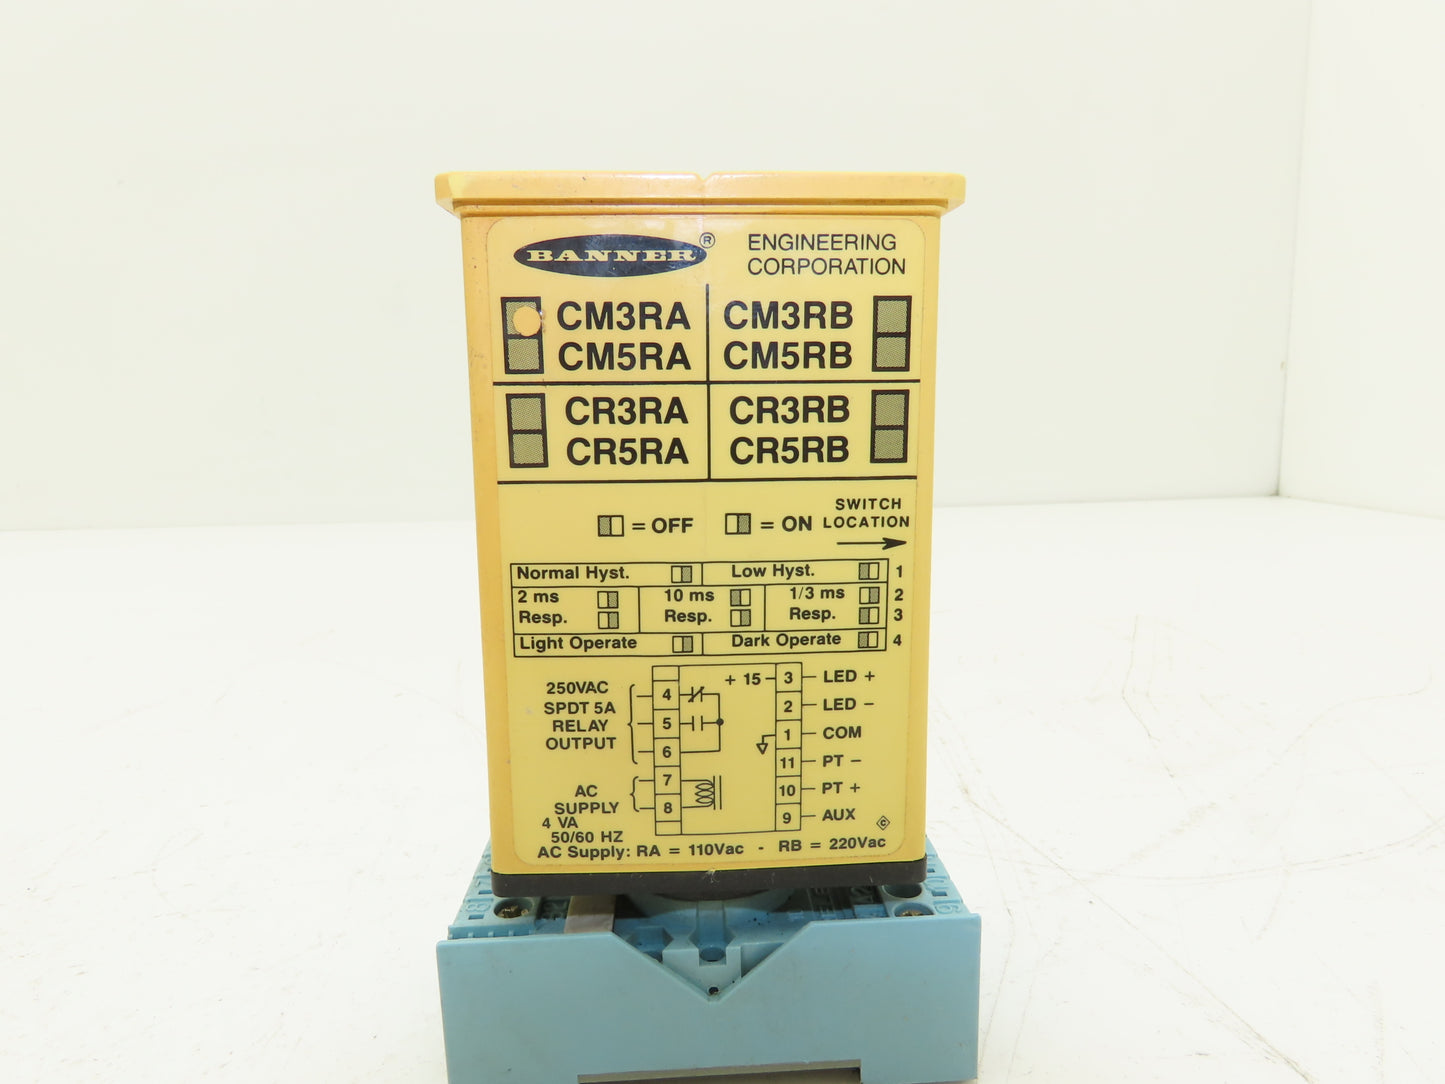 BANNER ® ENGINEERING
CORPORATION
CM3RA CM3RB
CM5RA CM5RB
CR3RA CR3RB
CR5RA CR5RB
SWITCH
= OFF = ON LOCATION
Normal Hyst. Low Hyst. 1
2 ms 10 ms 1/3 ms 2
Resp. Resp. Resp. 3
Light Operate Dark Operate 4
+ 15 3 LED +
250VAC 4
SPDT 5A 2 LED -
RELAY 5
OUTPUT 1 COM
6
11 PT -
7
AC 10 PT +
SUPPLY 8
4 VA 9 AUX
50/60 HZ C
AC Supply: RA = 110Vac - RB = 220Vac